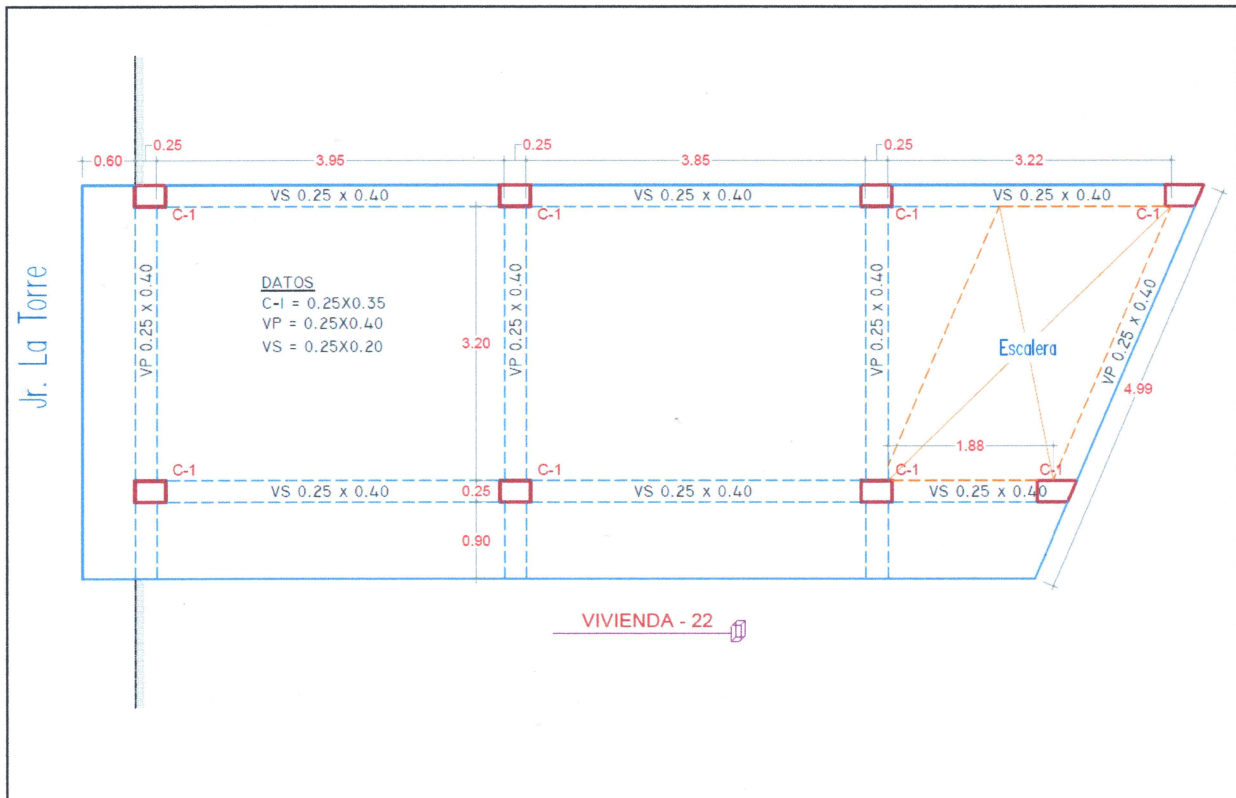 0.25
0.25
0.25
0.60
3.95
3.85
3.22
VS 0.25 x 0.40
VS 0.25 x 0.40
VS 0.25 x 0.40
C-1
C-1
C-1
C-1
Jr. La Torre
VP 0.25 x 0.40
DATOS
C-I = 0.25X0.35
VP = 0.25X0.40
VS = 0.25X0.20
3.20
VP 0.25 x 0.40
VP 0.25 x 0.40
Escalera
VP 0.25 x 0.40
4.99
1.88
C-1
C-1
C-1
C-1
VS 0.25 x 0.40
0.25
VS 0.25 x 0.40
VS 0.25 x 0.40
0.90
VIVIENDA - 22